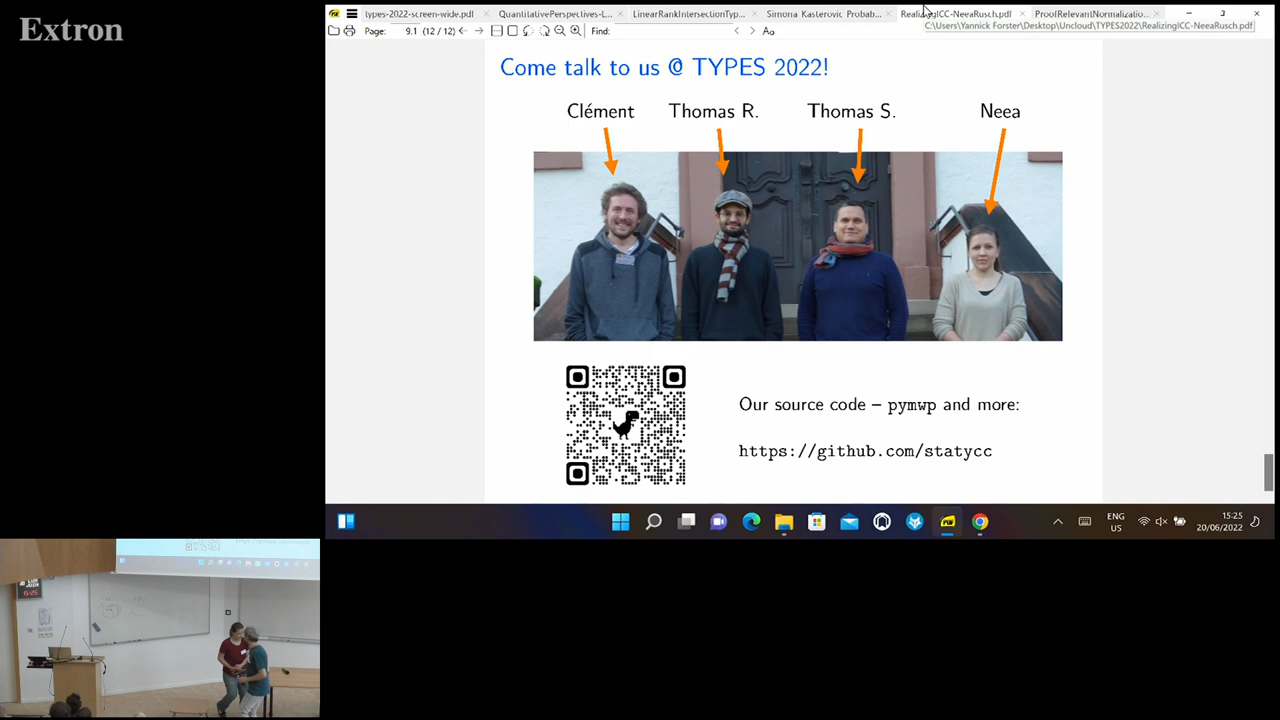 Extron
types-2022-screen-wide.pdf
QuantitativePerspectives-L...
LinearRankIntersectionTyp...
Simona Kasterovic Probab...
RealizingICC-NeeaRusch.pdf
ProofRelevantNormalizatio...
C:\Users\Yannick Forster\Desktop\Uncloud\TYPES2022\RealizingICC-NeeaRusch.pdf
Page: 9.1 (12 / 12) Find: Aa
Come talk to us @ TYPES 2022!
Clément Thomas R. Thomas S. Neea
Our source code – pymwp and more:
https://github.com/statycc
ENG
US
15:25
20/06/2022